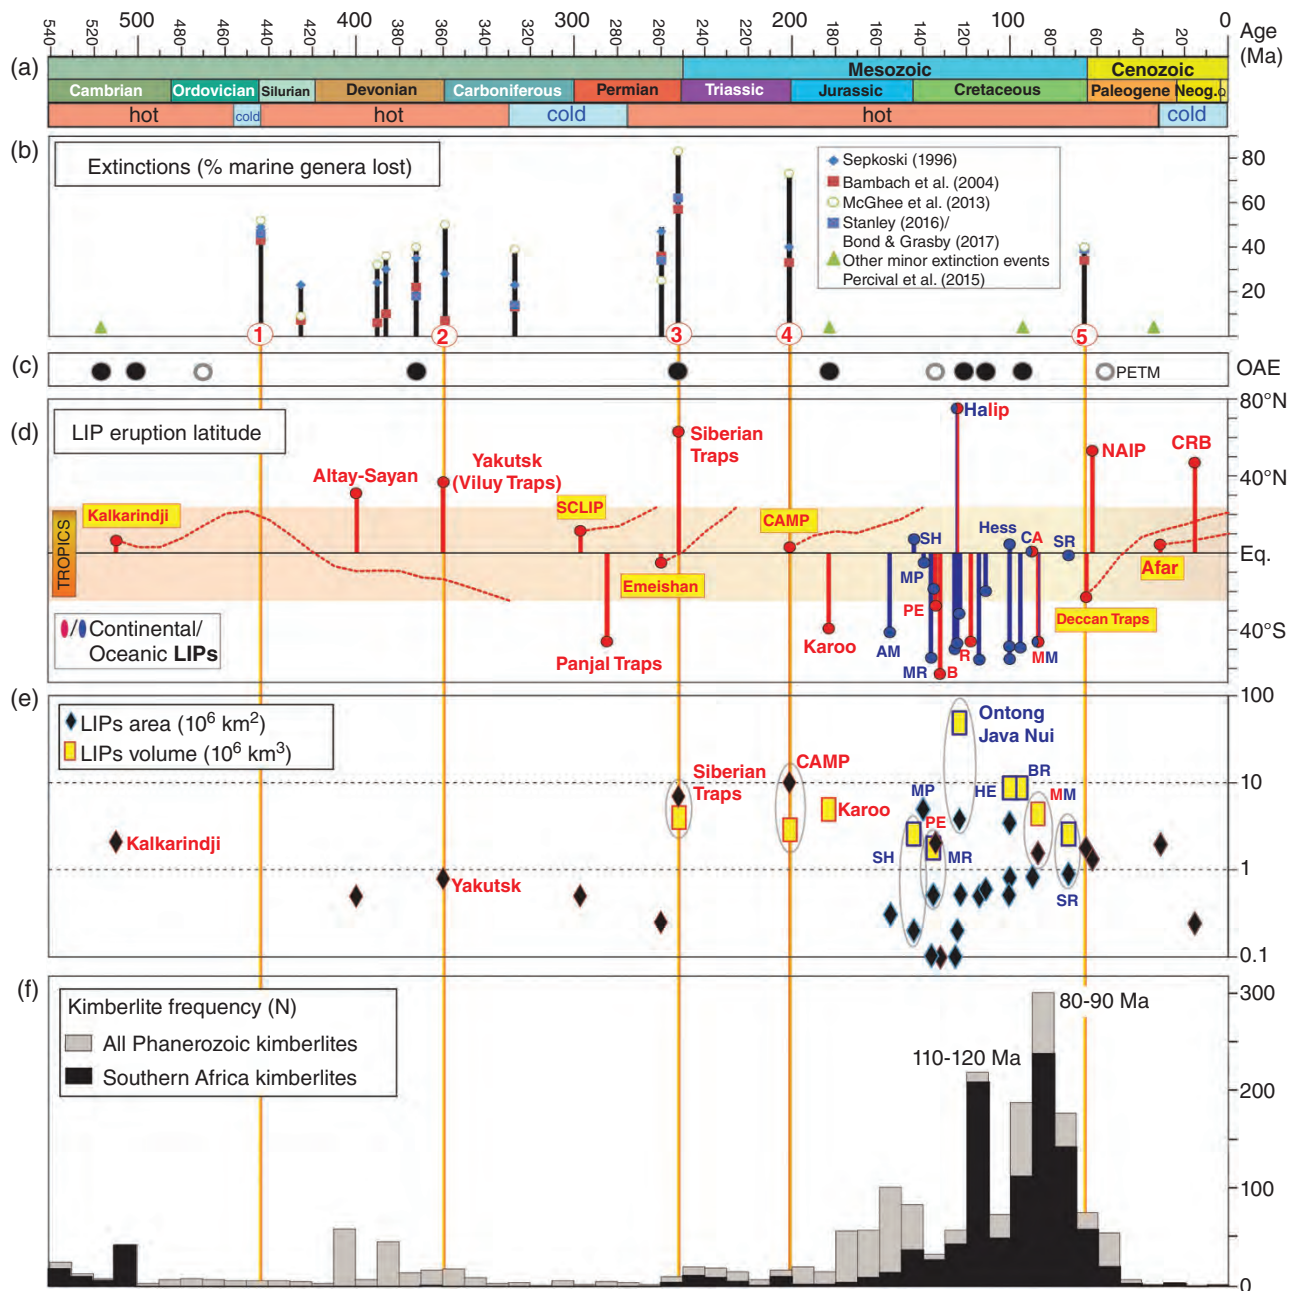 540 520 500 480 460 440 420 400 380 360 340 320 300 280 260 240 220 200 180 160 140 120 100 80 60 40 20 0 Age
(Ma)
(a)
Mesozoic Cenozoic
Cambrian Ordovician Silurian Devonian Carboniferous Permian Triassic Jurassic Cretaceous Paleogene Neog. Q
hot cold hot cold hot cold
(b)
Extinctions (% marine genera lost)
Sepkoski (1996)
Bambach et al. (2004)
McGhee et al. (2013)
Stanley (2016)/
Bond & Grasby (2017)
Other minor extinction events
Percival et al. (2015)
80
60
40
20
1 2 3 4 5
(c)
PETM
OAE
(d)
LIP eruption latitude
80°N
40°N
Eq.
40°S
TROPICS
Kalkarindji
Altay-Sayan
Yakutsk
(Viluy Traps)
SCLIP
Siberian
Traps
Emeishan
Panjal Traps
CAMP
Karoo
Halip
SH
MP
PE
AM
MR
B
R
Hess
CA
SR
MM
NAIP
CRB
Afar
Deccan Traps
/ Continental/
Oceanic LIPs
(e)
LIPs area (10⁶ km²)
LIPs volume (10⁶ km³)
100
10
1
0.1
Kalkarindji
Yakutsk
Siberian
Traps
CAMP
Karoo
Ontong
Java Nui
MP
PE
SH
MR
HE
BR
MM
SR
(f)
Kimberlite frequency (N)
All Phanerozoic kimberlites
Southern Africa kimberlites
110-120 Ma
80-90 Ma
300
200
100
0